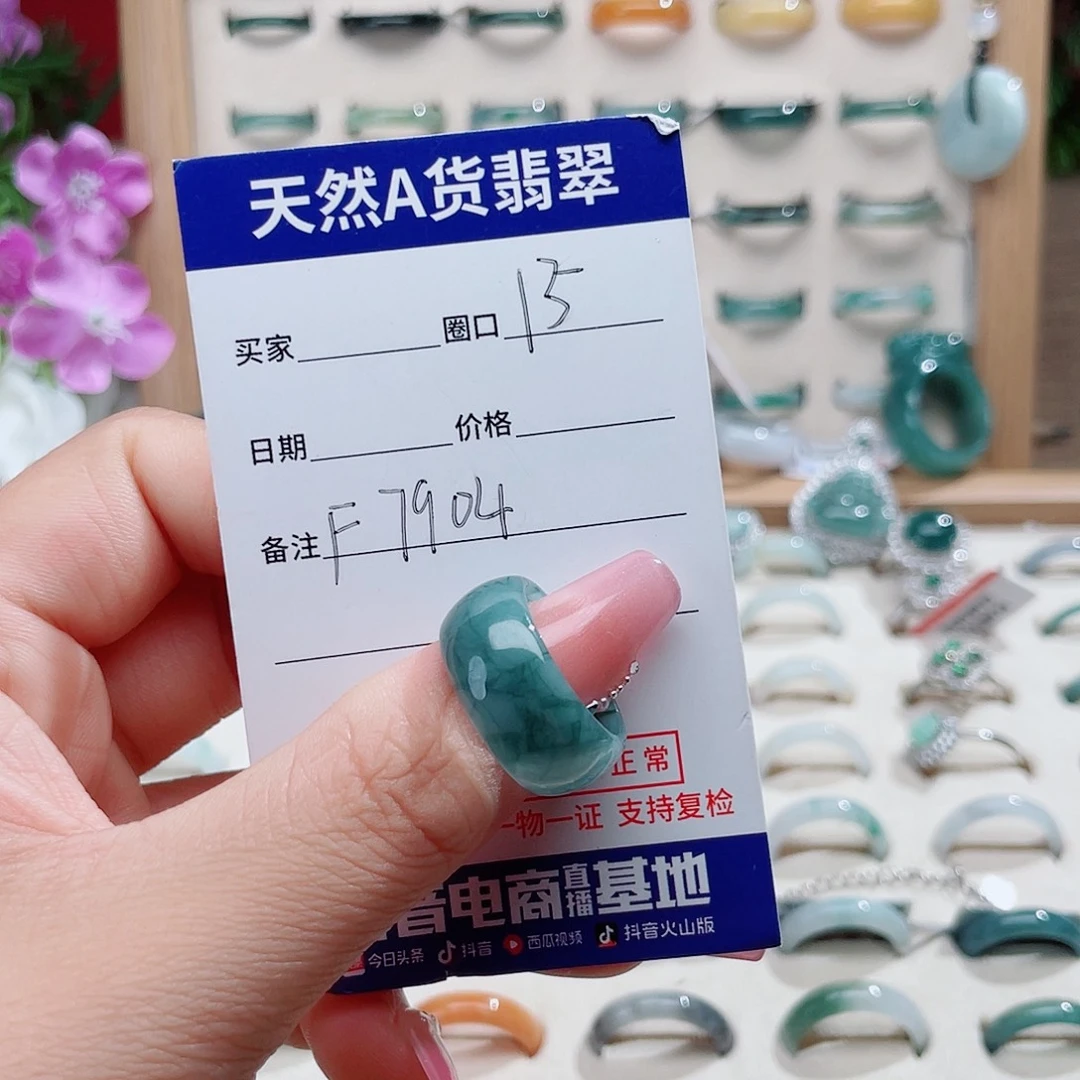 天然A货翡翠
买家 圈口 15
日期 价格
备注 F7904
正常
一物一证 支持复检
音电商直播基地
今日头条 抖音 西瓜视频 抖音火山版